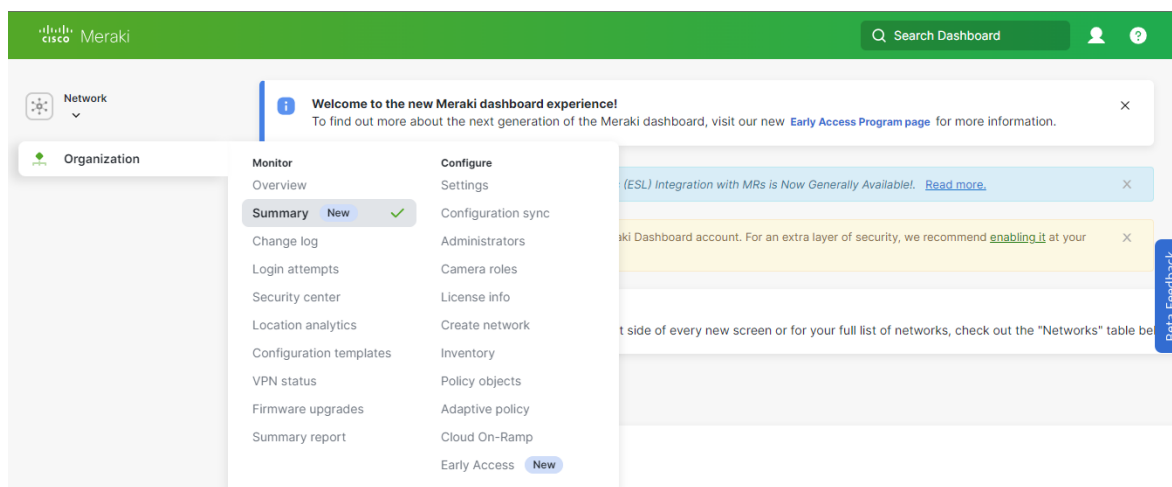 cisco Meraki
Search Dashboard
Network
Welcome to the new Meraki dashboard experience!
To find out more about the next generation of the Meraki dashboard, visit our new Early Access Program page for more information.
Organization
Monitor
Overview
Summary New
Change log
Login attempts
Security center
Location analytics
Configuration templates
VPN status
Firmware upgrades
Summary report
Configure
Settings
Configuration sync
Administrators
Camera roles
License info
Create network
Inventory
Policy objects
Adaptive policy
Cloud On-Ramp
Early Access New
(ESL) Integration with MRs is Now Generally Available!. Read more.
Dashboard account. For an extra layer of security, we recommend enabling it at your
side of every new screen or for your full list of networks, check out the "Networks" table
Beta Feedback